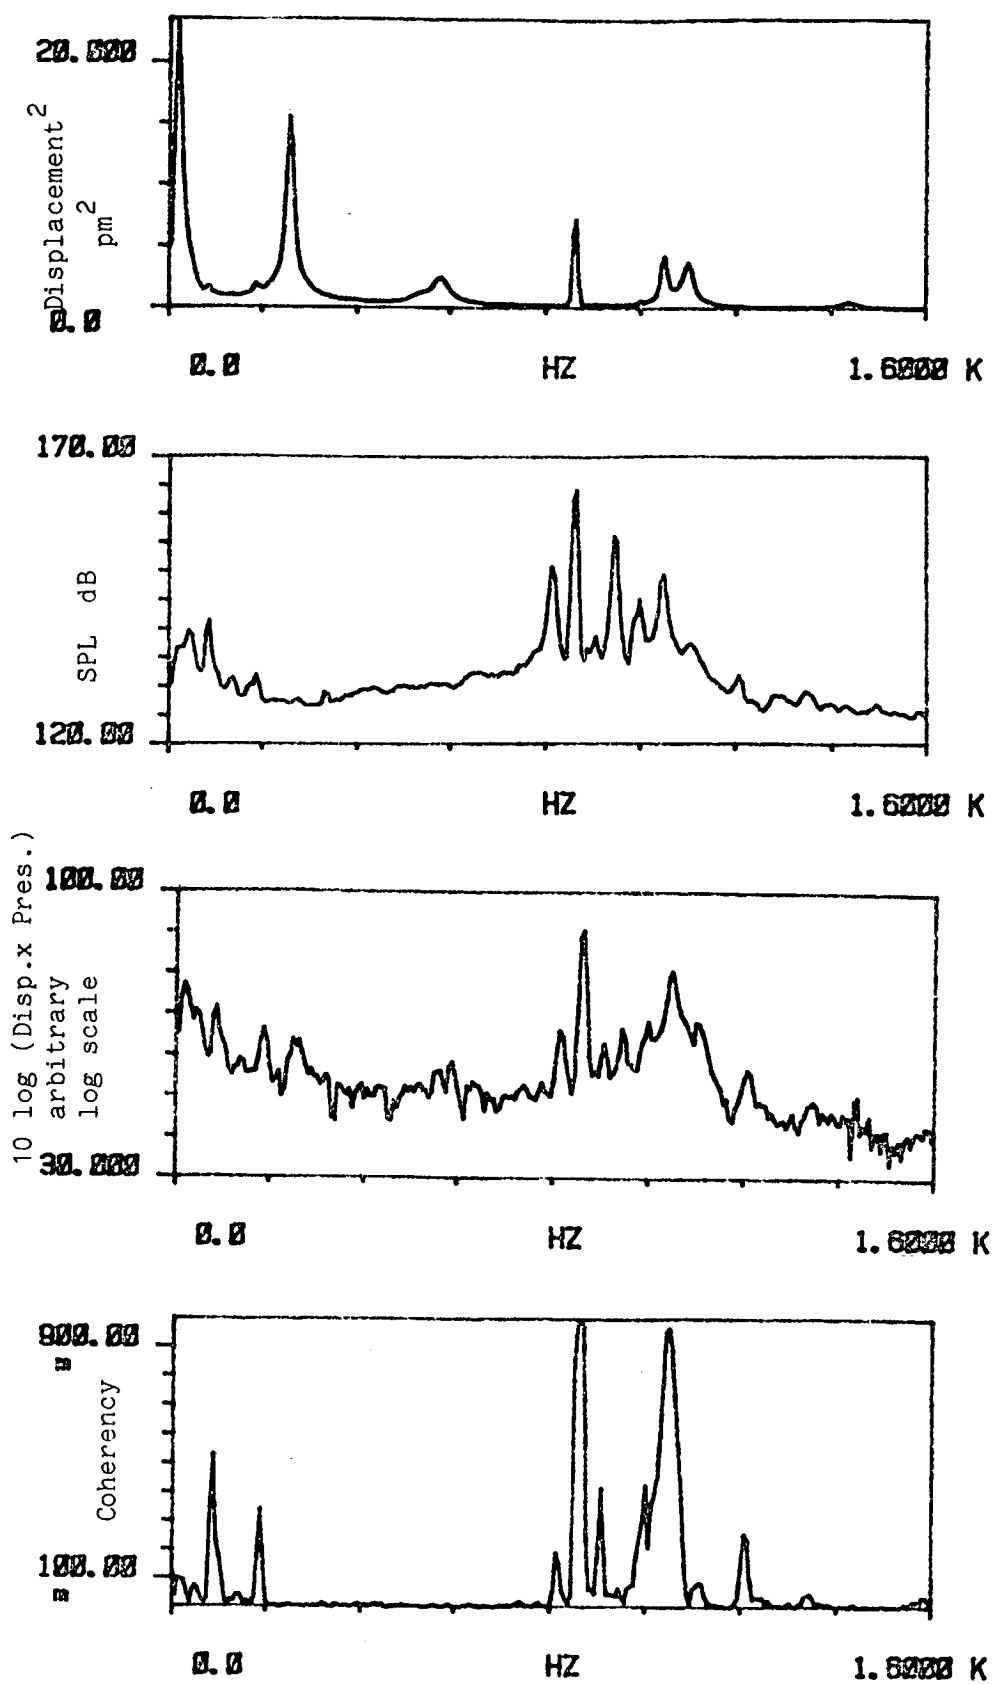 20.000
Displacement2
pm2
0.0
0.0 HZ 1.6000 K
170.00
SPL dB
120.00
0.0 HZ 1.6000 K
100.00
10 log (Disp.x Pres.)
arbitrary
log scale
30.000
0.0 HZ 1.6000 K
900.00
m
Coherency
100.00
m
0.0 HZ 1.6000 K